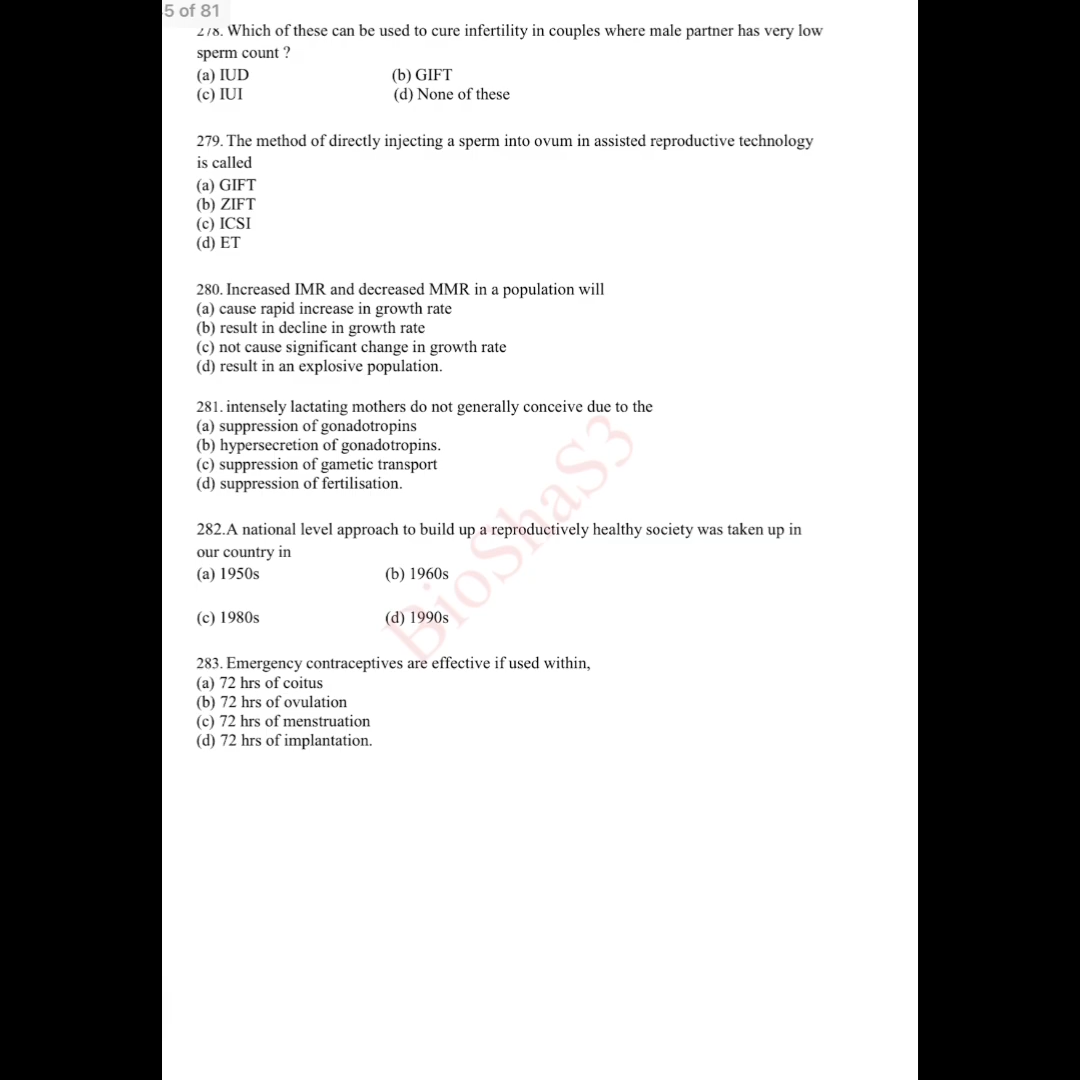 5 of 81
278. Which of these can be used to cure infertility in couples where male partner has very low
sperm count ?
(a) IUD (b) GIFT
(c) IUI (d) None of these
279. The method of directly injecting a sperm into ovum in assisted reproductive technology
is called
(a) GIFT
(b) ZIFT
(c) ICSI
(d) ET
280. Increased IMR and decreased MMR in a population will
(a) cause rapid increase in growth rate
(b) result in decline in growth rate
(c) not cause significant change in growth rate
(d) result in an explosive population.
281. intensely lactating mothers do not generally conceive due to the
(a) suppression of gonadotropins
(b) hypersecretion of gonadotropins.
(c) suppression of gametic transport
(d) suppression of fertilisation.
282.A national level approach to build up a reproductively healthy society was taken up in
our country in
(a) 1950s (b) 1960s
(c) 1980s (d) 1990s
283. Emergency contraceptives are effective if used within,
(a) 72 hrs of coitus
(b) 72 hrs of ovulation
(c) 72 hrs of menstruation
(d) 72 hrs of implantation.
BioShaS3